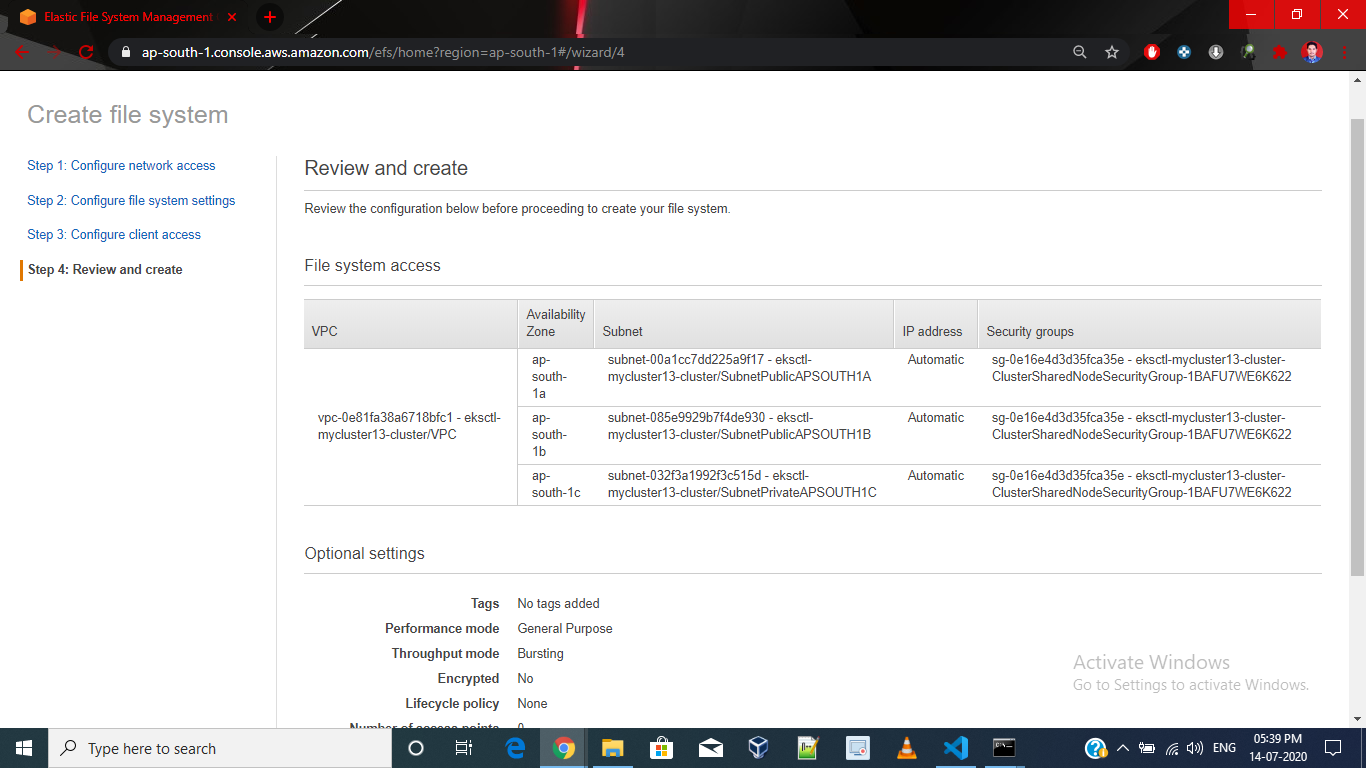 Elastic File System Management
ap-south-1.console.aws.amazon.com/efs/home?region=ap-south-1#/wizard/4
Create file system
Step 1: Configure network access
Step 2: Configure file system settings
Step 3: Configure client access
Step 4: Review and create
Review and create
Review the configuration below before proceeding to create your file system.
File system access
VPC
Availability
Zone
Subnet
IP address
Security groups
vpc-0e81fa38a6718bfc1 - eksctl-
mycluster13-cluster/VPC
ap-
south-
1a
subnet-00a1cc7dd225a9f17 - eksctl-
mycluster13-cluster/SubnetPublicAPSOUTH1A
Automatic
sg-0e16e4d3d35fca35e - eksctl-mycluster13-cluster-
ClusterSharedNodeSecurityGroup-1BAFU7WE6K622
ap-
south-
1b
subnet-085e9929b7f4de930 - eksctl-
mycluster13-cluster/SubnetPublicAPSOUTH1B
Automatic
sg-0e16e4d3d35fca35e - eksctl-mycluster13-cluster-
ClusterSharedNodeSecurityGroup-1BAFU7WE6K622
ap-
south-1c
subnet-032f3a1992f3c515d - eksctl-
mycluster13-cluster/SubnetPrivateAPSOUTH1C
Automatic
sg-0e16e4d3d35fca35e - eksctl-mycluster13-cluster-
ClusterSharedNodeSecurityGroup-1BAFU7WE6K622
Optional settings
Tags No tags added
Performance mode General Purpose
Throughput mode Bursting
Encrypted No
Lifecycle policy None
Number of access points 0
Activate Windows
Go to Settings to activate Windows.
Type here to search
ENG
05:39 PM
14-07-2020